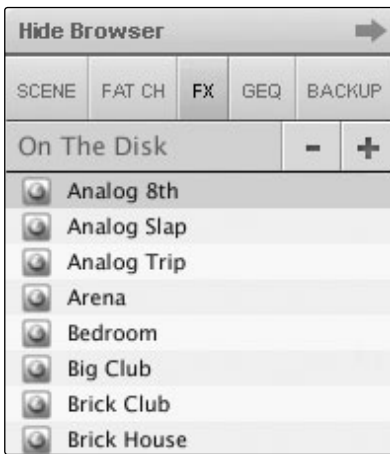 Hide Browser
SCENE FAT CH FX GEQ BACKUP
On The Disk - +
Analog 8th
Analog Slap
Analog Trip
Arena
Bedroom
Big Club
Brick Club
Brick House